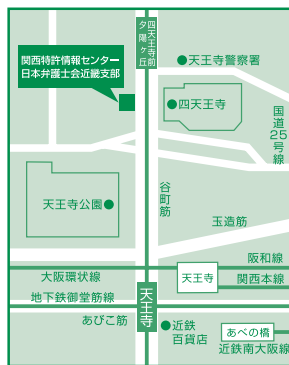 四天王寺前
夕陽ヶ丘
関西特許情報センター
日本弁護士会近畿支部
天王寺警察署
四天王寺
国道25号線
谷町筋
天王寺公園
玉造筋
阪和線
大阪環状線
天王寺
関西本線
地下鉄御堂筋線
天王寺
あびこ筋
近鉄
百貨店
あべの橋
近鉄南大阪線